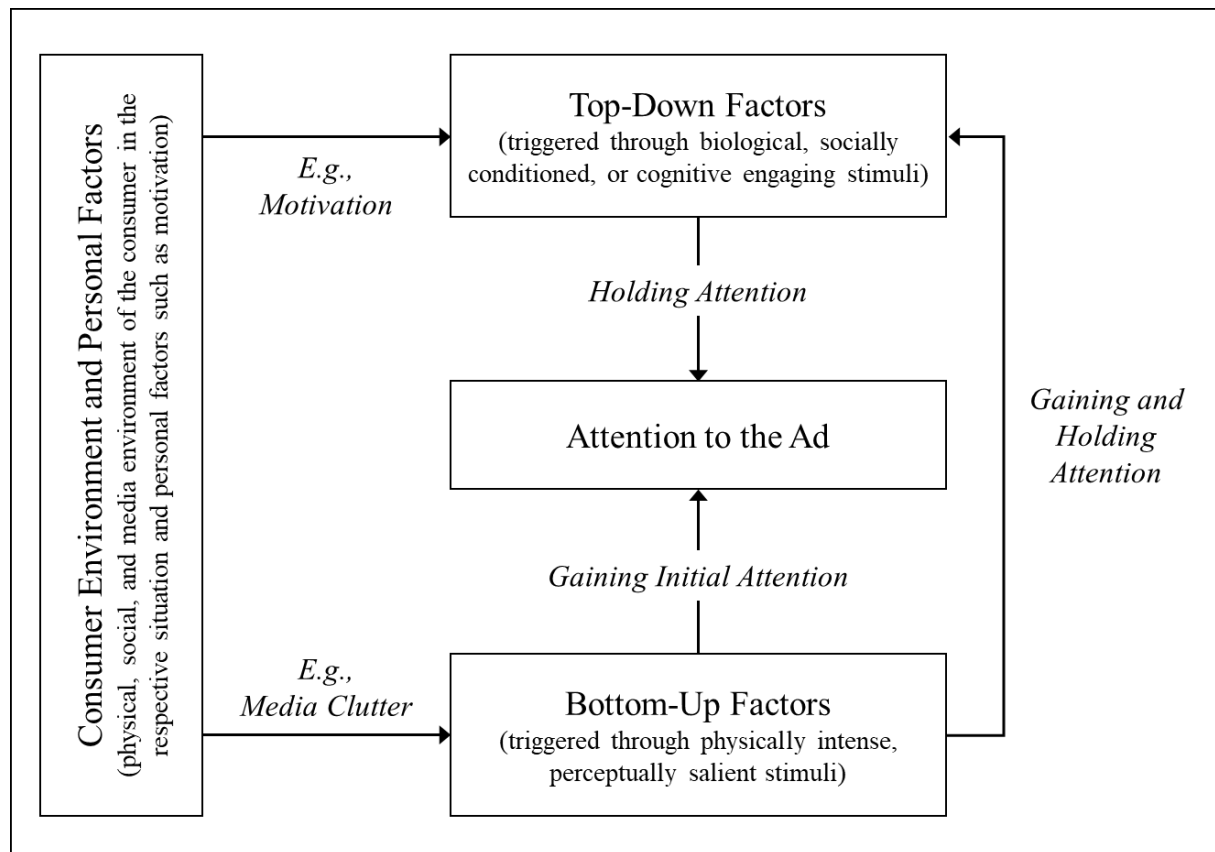 Consumer Environment and Personal Factors
(physical, social, and media environment of the consumer in the
respective situation and personal factors such as motivation)
E.g.,
Motivation
Top-Down Factors
(triggered through biological, socially
conditioned, or cognitive engaging stimuli)
Holding Attention
Attention to the Ad
Gaining and
Holding
Attention
Gaining Initial Attention
E.g.,
Media Clutter
Bottom-Up Factors
(triggered through physically intense,
perceptually salient stimuli)